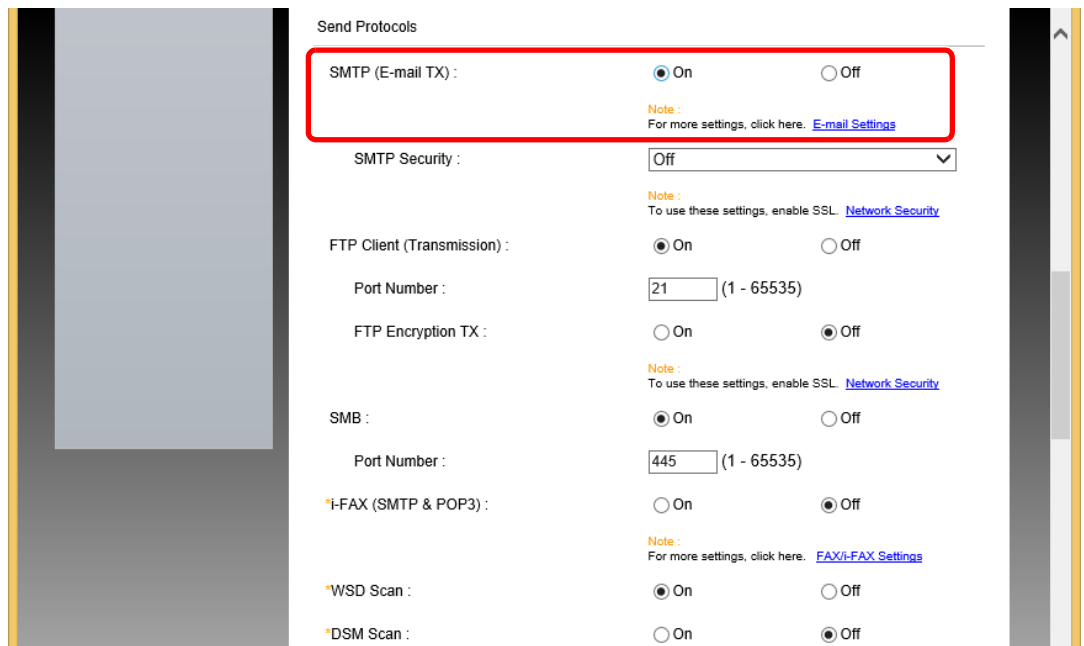 Send Protocols
SMTP (E-mail TX) : On Off
Note :
For more settings, click here. E-mail Settings
SMTP Security : Off
Note :
To use these settings, enable SSL. Network Security
FTP Client (Transmission) : On Off
Port Number : 21 (1 - 65535)
FTP Encryption TX : On Off
Note :
To use these settings, enable SSL. Network Security
SMB : On Off
Port Number : 445 (1 - 65535)
*i-FAX (SMTP & POP3) : On Off
Note :
For more settings, click here. FAX/i-FAX Settings
*WSD Scan : On Off
*DSM Scan : On Off